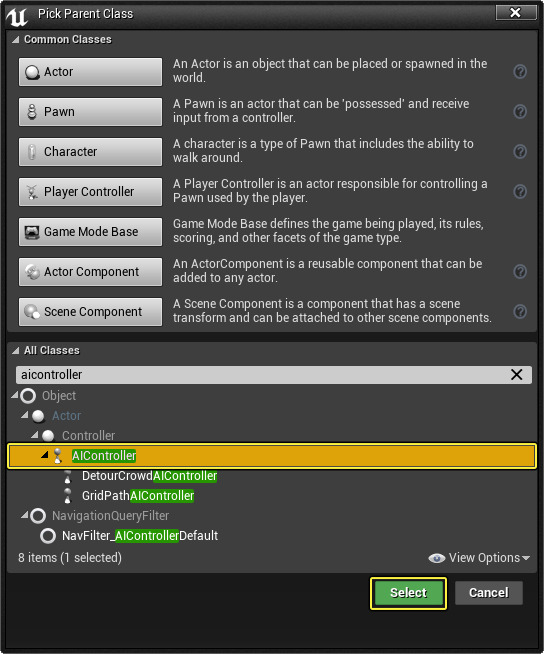 Pick Parent Class
Common Classes
Actor
An Actor is an object that can be placed or spawned in the
world.
Pawn
A Pawn is an actor that can be 'possessed' and receive
input from a controller.
Character
A character is a type of Pawn that includes the ability to
walk around.
Player Controller
A Player Controller is an actor responsible for controlling a
Pawn used by the player.
Game Mode Base
Game Mode Base defines the game being played, its rules,
scoring, and other facets of the game type.
Actor Component
An ActorComponent is a reusable component that can be
added to any actor.
Scene Component
A Scene Component is a component that has a scene
transform and can be attached to other scene components.
All Classes
aicontroller
Object
Actor
Controller
AIController
DetourCrowdAIController
GridPathAIController
NavigationQueryFilter
NavFilter_AIControllerDefault
8 items (1 selected)
View Options
Select
Cancel